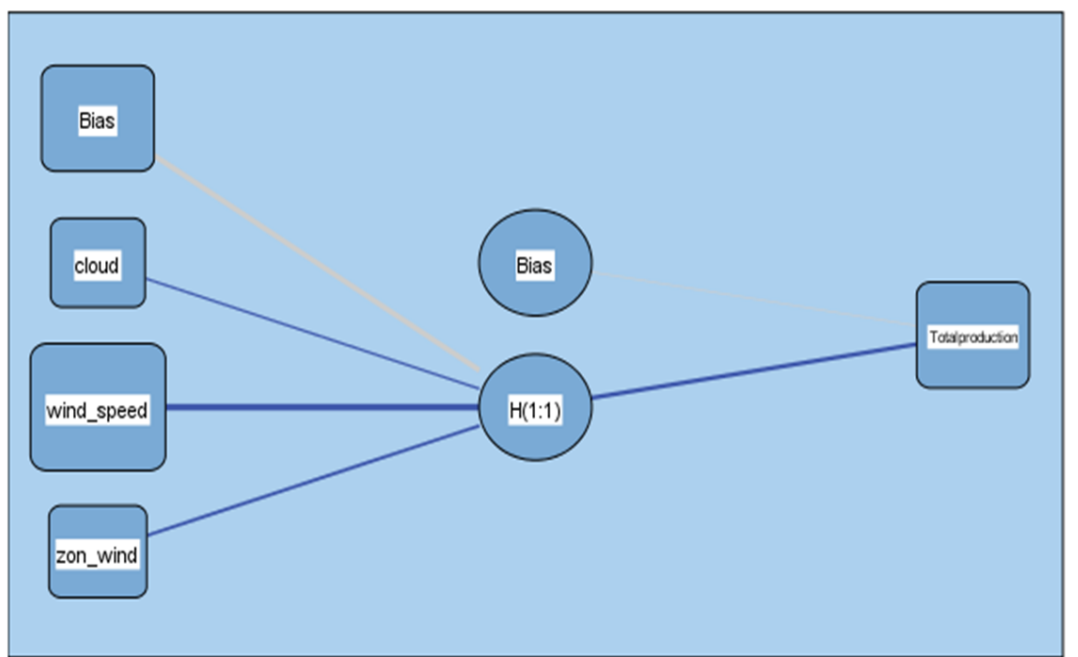 Bias
cloud
wind_speed
zon_wind
Bias
H(1:1)
Totalproduction